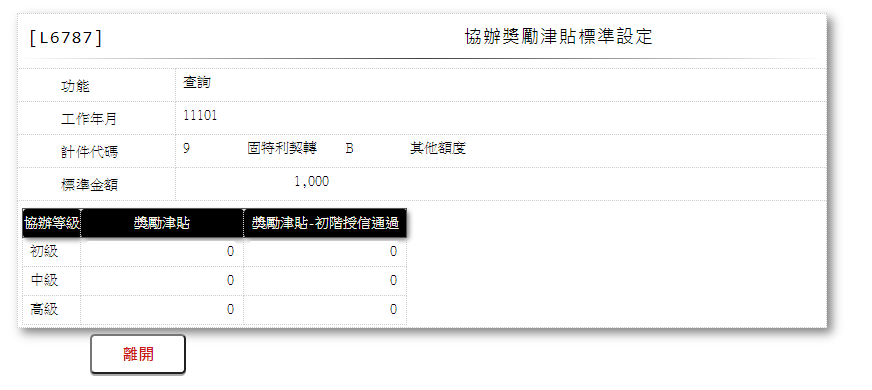 [L6787] 協辦獎勵津貼標準設定
功能 查詢
工作年月 11101
計件代碼 9 固特利契轉 B 其他額度
標準金額 1,000
協辦等級 獎勵津貼 獎勵津貼-初階授信通過
初級 0 0
中級 0 0
高級 0 0
離開